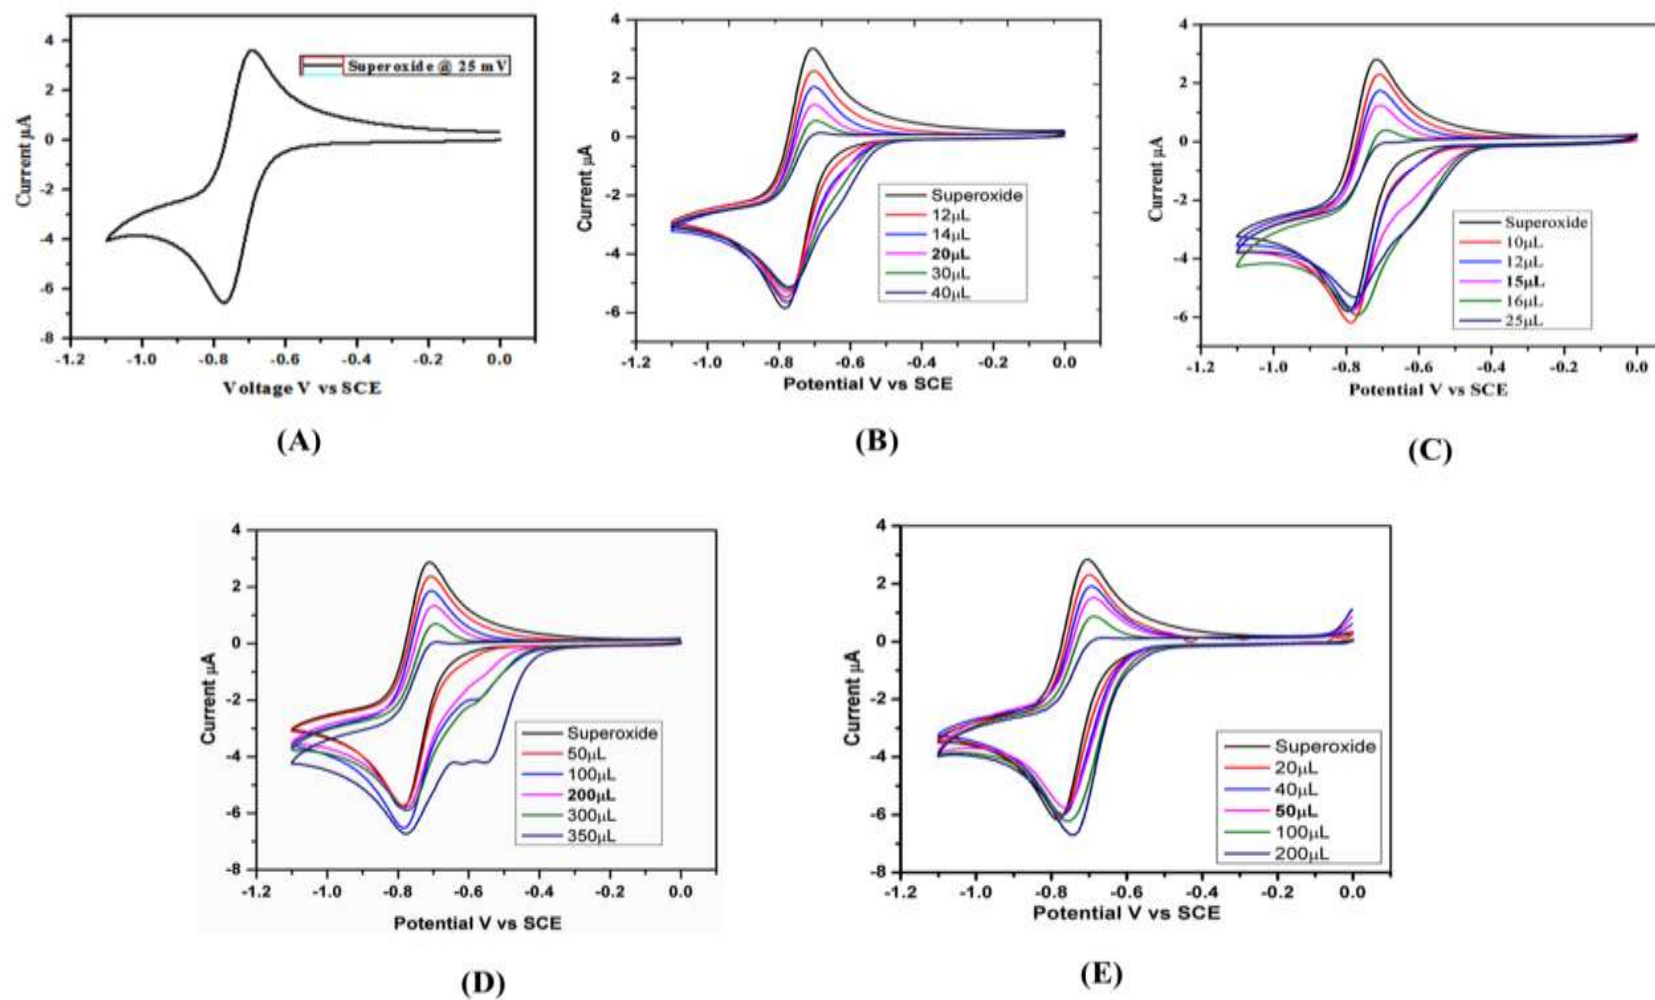 4
2
0
-2
-4
-6
-8
Current μA
Superoxide @ 25 mV
-1.2 -1.0 -0.8 -0.6 -0.4 -0.2 0.0
Voltage V vs SCE
(A)
4
2
0
-2
-4
-6
Current μA
Superoxide
12μL
14μL
20μL
30μL
40μL
-1.2 -1.0 -0.8 -0.6 -0.4 -0.2 0.0
Potential V vs SCE
(B)
4
2
0
-2
-4
-6
Current μA
Superoxide
10μL
12μL
15μL
16μL
25μL
-1.2 -1.0 -0.8 -0.6 -0.4 -0.2 0.0
Potential V vs SCE
(C)
4
2
0
-2
-4
-6
-8
Current μA
Superoxide
50μL
100μL
200μL
300μL
350μL
-1.2 -1.0 -0.8 -0.6 -0.4 -0.2 0.0
Potential V vs SCE
(D)
4
2
0
-2
-4
-6
-8
Current μA
Superoxide
20μL
40μL
50μL
100μL
200μL
-1.2 -1.0 -0.8 -0.6 -0.4 -0.2 0.0
Potential V vs SCE
(E)